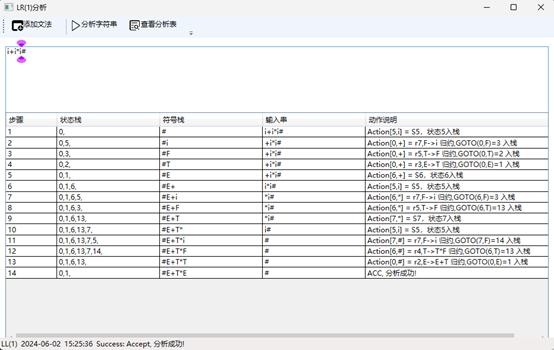 LR(1)分析
添加文法 分析字符串 查看分析表
i+i*i#
步骤 状态栈 符号栈 输入串 动作说明
1 0, # i+i*i# Action[5,i] = S5，状态5入栈
2 0,5, #i +i*i# Action[0,+] = r7,F->i 归约,GOTO(0,F)=3 入栈
3 0,3, #F +i*i# Action[0,+] = r5,T->F 归约,GOTO(0,T)=2 入栈
4 0,2, #T +i*i# Action[0,+] = r3,E->T 归约,GOTO(0,E)=1 入栈
5 0,1, #E +i*i# Action[6,+] = S6，状态6入栈
6 0,1,6, #E+ i*i# Action[5,i] = S5，状态5入栈
7 0,1,6,5, #E+i *i# Action[6,*] = r7,F->i 归约,GOTO(6,F)=3 入栈
8 0,1,6,3, #E+F *i# Action[6,*] = r5,T->F 归约,GOTO(6,T)=13 入栈
9 0,1,6,13, #E+T *i# Action[7,*] = S7，状态7入栈
10 0,1,6,13,7, #E+T* i# Action[5,i] = S5，状态5入栈
11 0,1,6,13,7,5, #E+T*i # Action[7,#] = r7,F->i 归约,GOTO(7,F)=14 入栈
12 0,1,6,13,7,14, #E+T*F # Action[6,#] = r4,T->T*F 归约,GOTO(6,T)=13 入栈
13 0,1,6,13, #E+T*T # Action[0,#] = r2,E->E+T 归约,GOTO(0,E)=1 入栈
14 0,1, #E+T*E # ACC, 分析成功!
LL(1) 2024-06-02 15:25:36 Success: Accept, 分析成功!